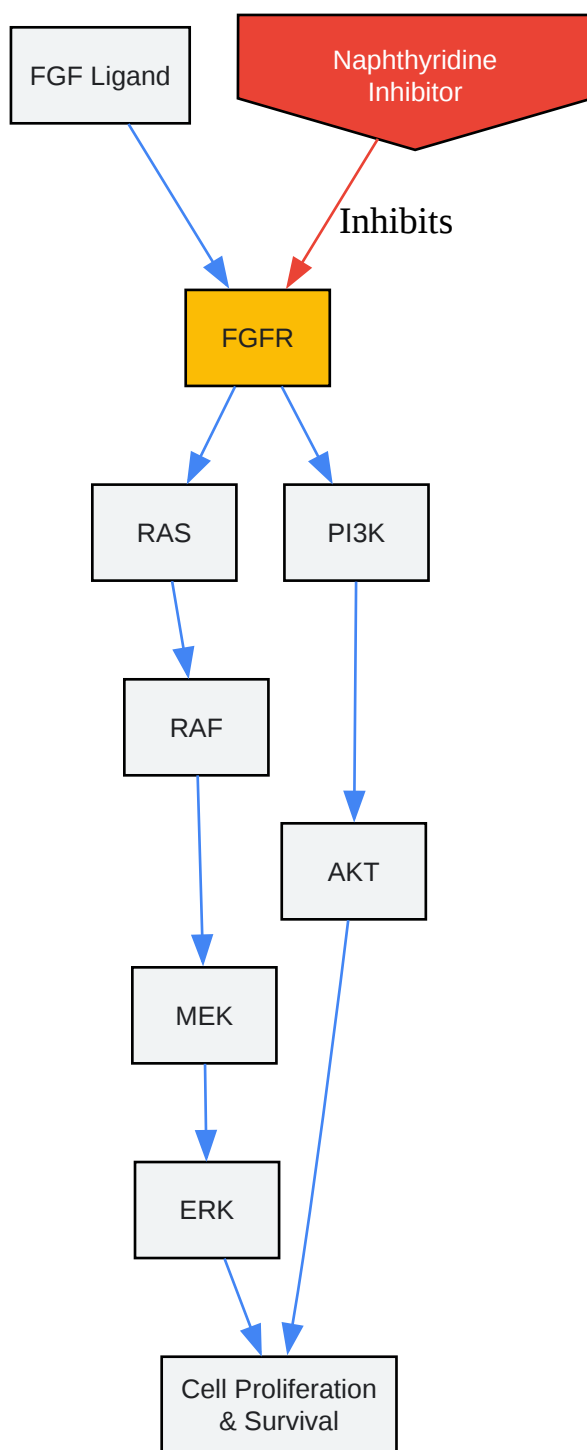 FGF Ligand
Naphthyridine
Inhibitor
Inhibits
FGFR
RAS
PI3K
RAF
AKT
MEK
ERK
Cell Proliferation
& Survival